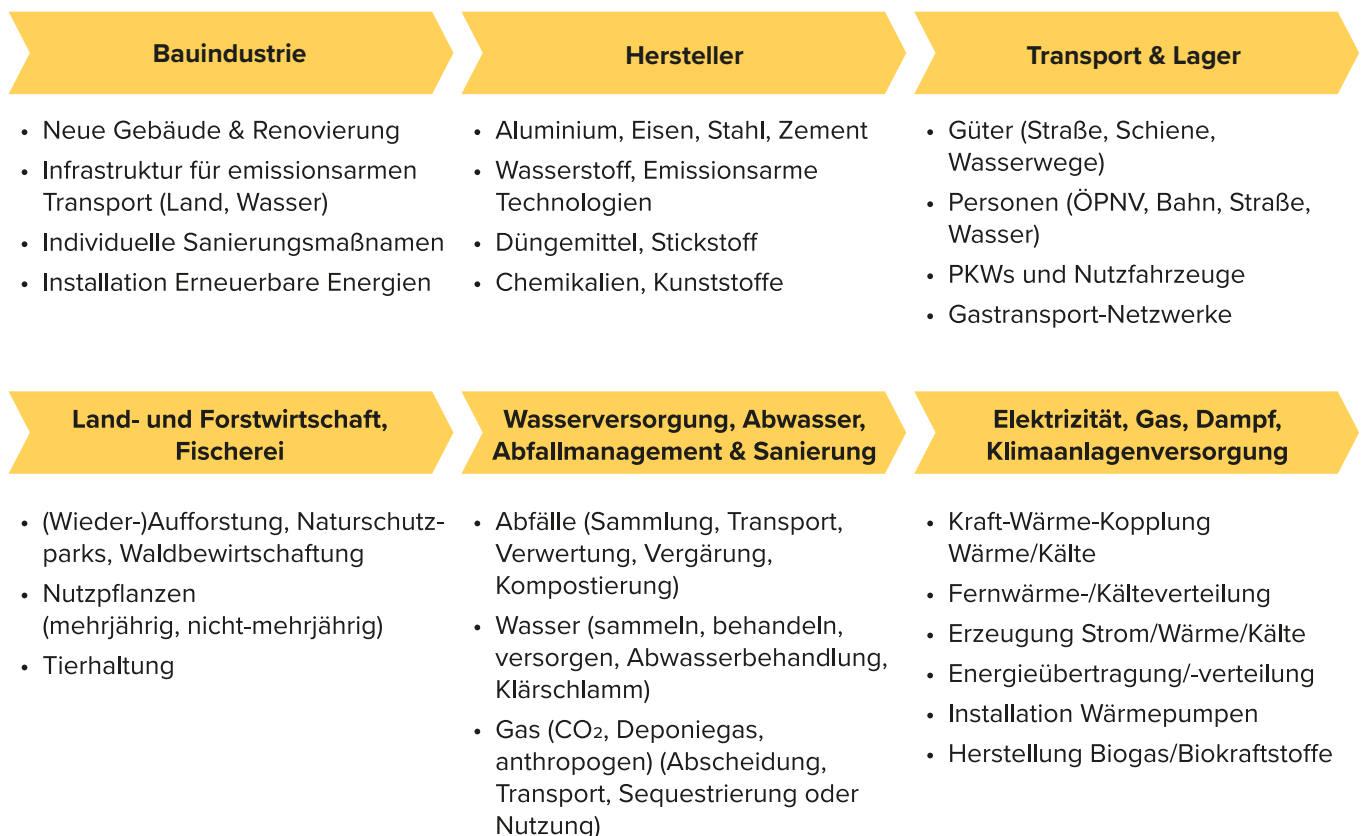 Bauindustrie
• Neue Gebäude & Renovierung
• Infrastruktur für emissionsarmen
Transport (Land, Wasser)
• Individuelle Sanierungsmaßnamen
• Installation Erneuerbare Energien
Hersteller
• Aluminium, Eisen, Stahl, Zement
• Wasserstoff, Emissionsarme
Technologien
• Düngemittel, Stickstoff
• Chemikalien, Kunststoffe
Transport & Lager
• Güter (Straße, Schiene,
Wasserwege)
• Personen (ÖPNV, Bahn, Straße,
Wasser)
• PKWs und Nutzfahrzeuge
• Gastransport-Netzwerke
Land- und Forstwirtschaft,
Fischerei
• (Wieder-)Aufforstung, Naturschutz-
parks, Waldbewirtschaftung
• Nutzpflanzen
(mehrjährig, nicht-mehrjährig)
• Tierhaltung
Wasserversorgung, Abwasser,
Abfallmanagement & Sanierung
• Abfälle (Sammlung, Transport,
Verwertung, Vergärung,
Kompostierung)
• Wasser (sammeln, behandeln,
versorgen, Abwasserbehandlung,
Klärschlamm)
• Gas (CO₂, Deponiegas,
anthropogen) (Abscheidung,
Transport, Sequestrierung oder
Nutzung)
Elektrizität, Gas, Dampf,
Klimaanlagenversorgung
• Kraft-Wärme-Kopplung
Wärme/Kälte
• Fernwärme-/Kälteverteilung
• Erzeugung Strom/Wärme/Kälte
• Energieübertragung/-verteilung
• Installation Wärmepumpen
• Herstellung Biogas/Biokraftstoffe